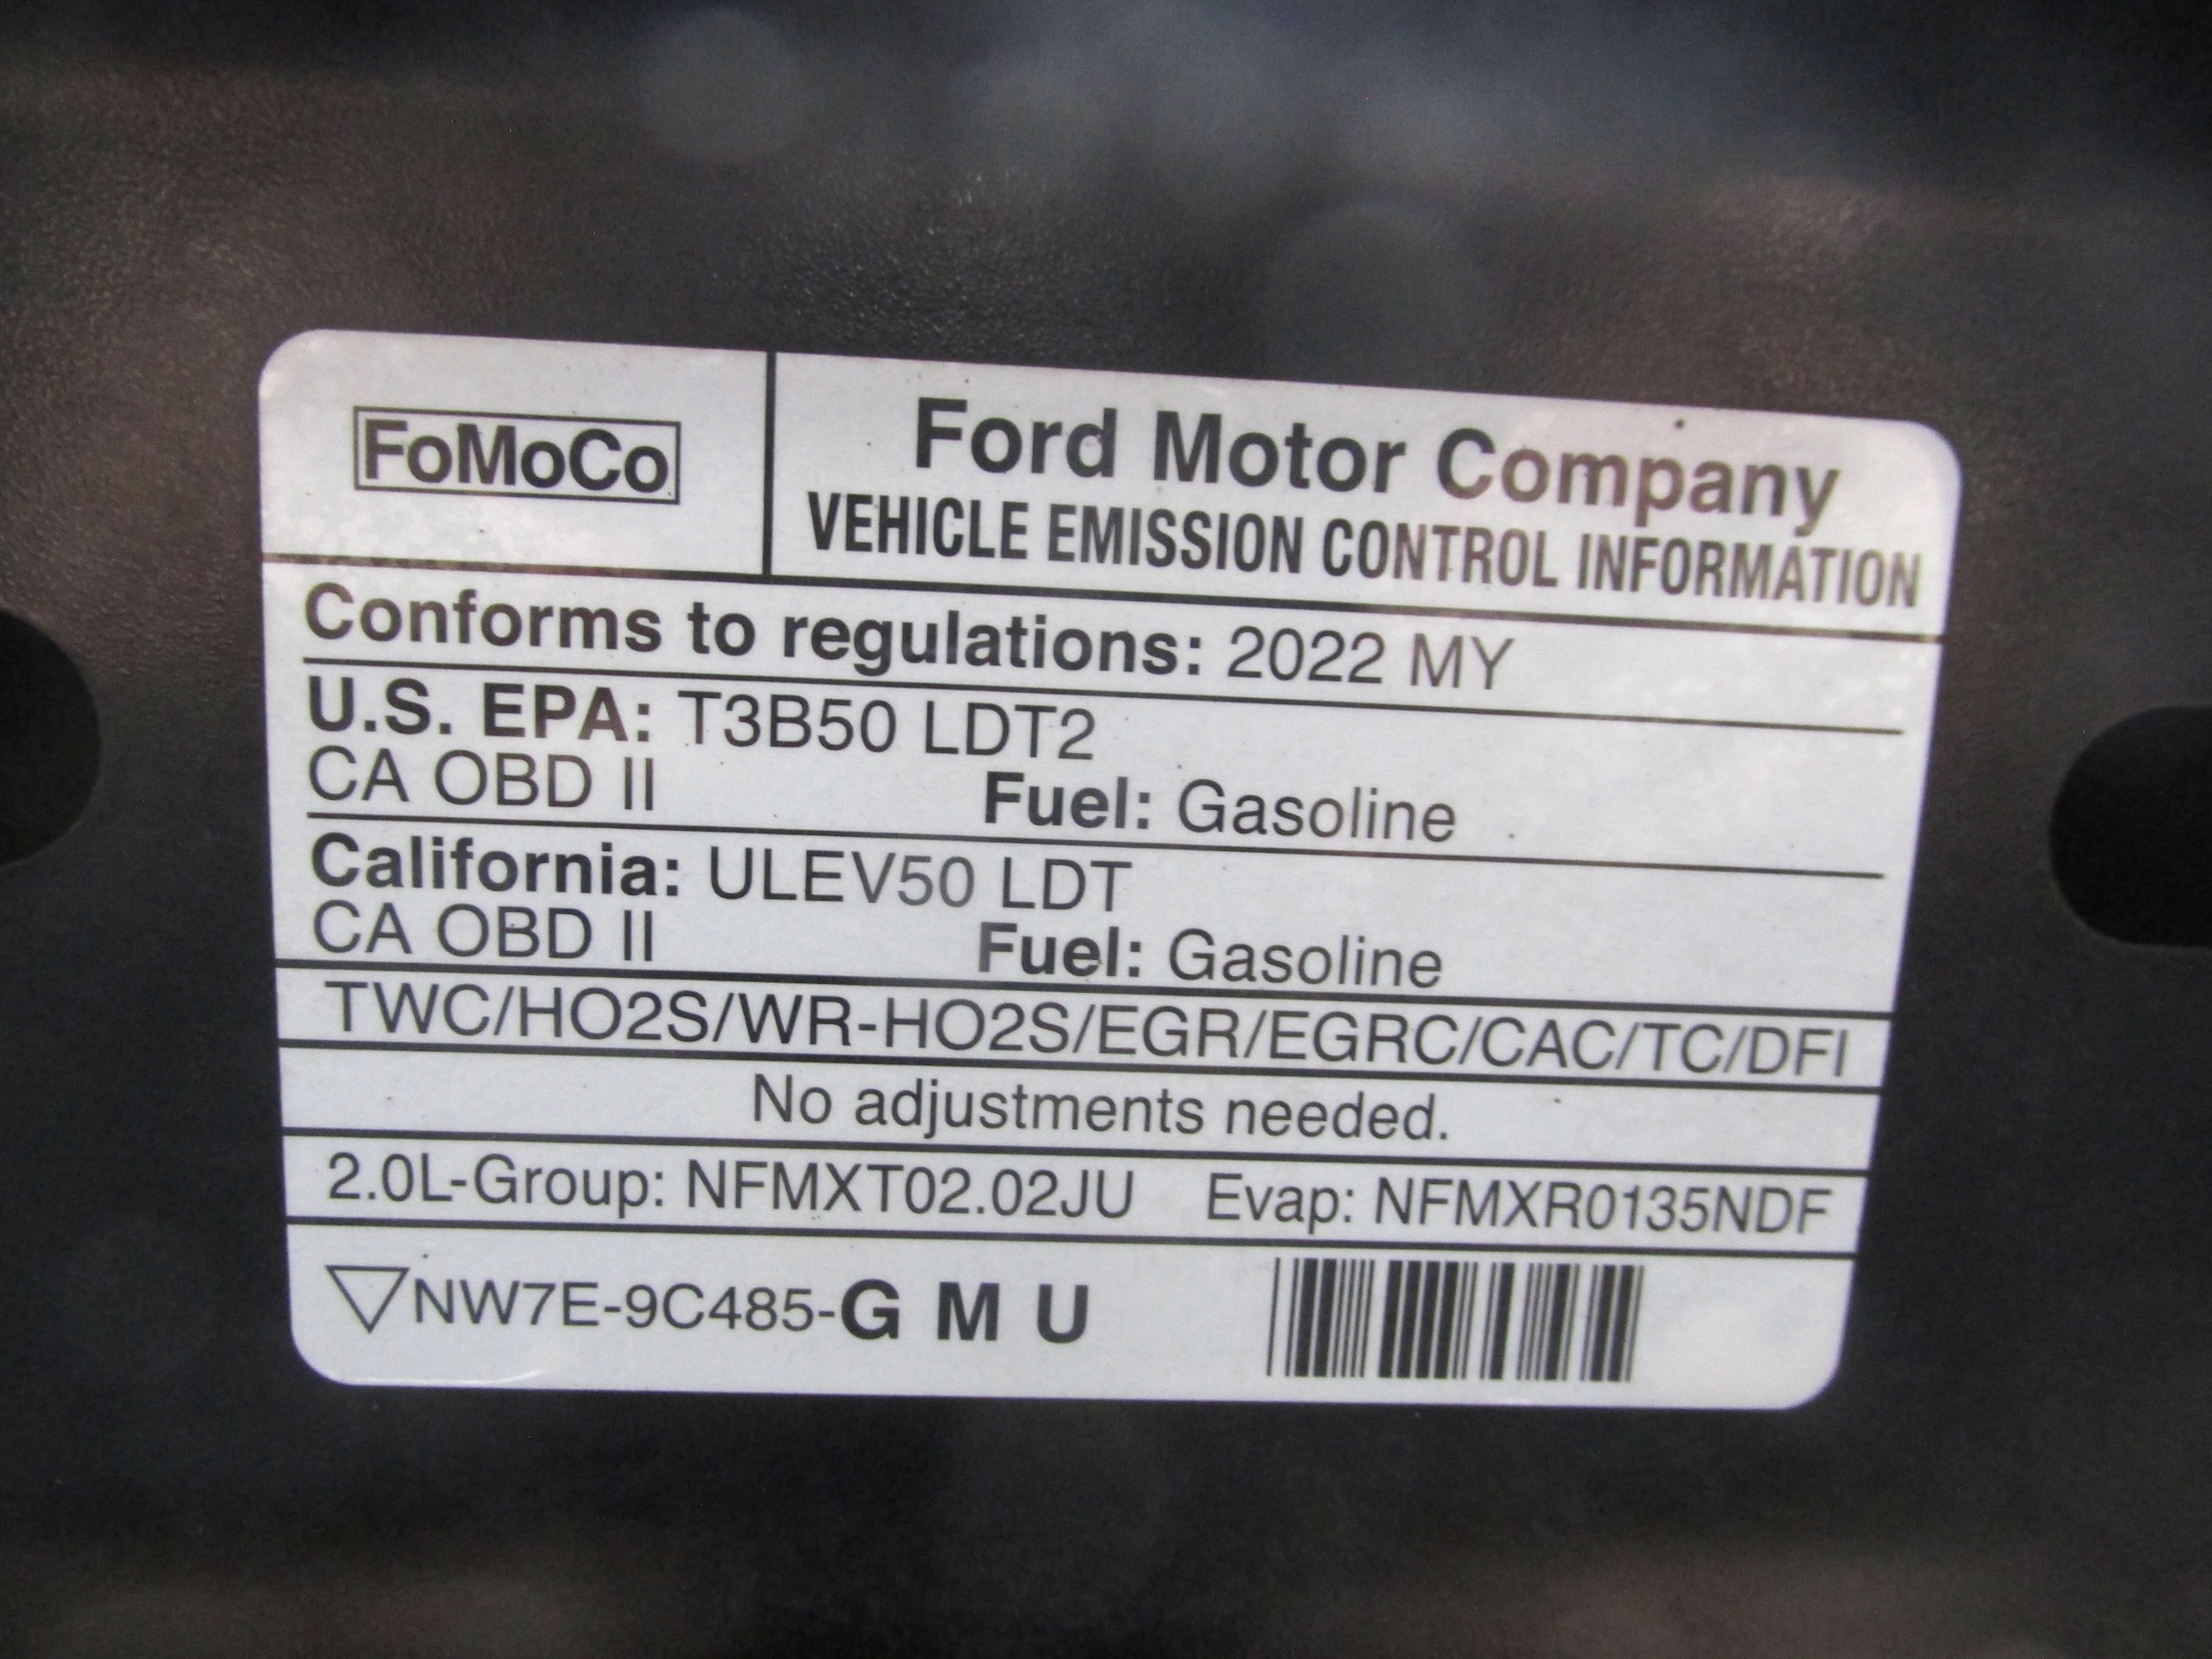 FoMoCo
Ford Motor Company
VEHICLE EMISSION CONTROL INFORMATION
Conforms to regulations: 2022 MY
U.S. EPA: T3B50 LDT2
CA OBD II Fuel: Gasoline
California: ULEV50 LDT
CA OBD II Fuel: Gasoline
TWC/HO2S/WR-HO2S/EGR/EGRC/CAC/TC/DFI
No adjustments needed.
2.0L-Group: NFMXT02.02JU Evap: NFMXR0135NDF
NW7E-9C485-G M U